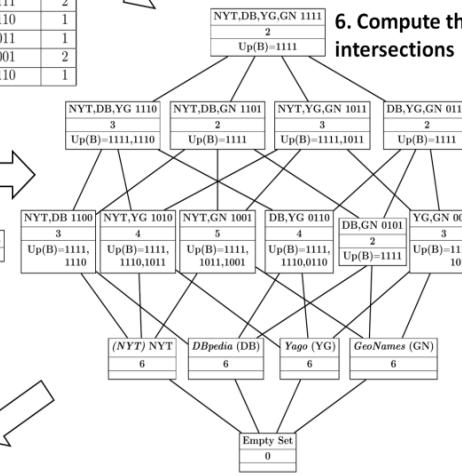 111 2
110 1
011 1
001 2
110 1
6. Compute th
intersections
NYT,DB,YG,GN 1111
2
Up(B)=1111
NYT,DB,YG 1110
3
Up(B)=1111,1110
NYT,DB,GN 1101
2
Up(B)=1111
NYT,YG,GN 1011
3
Up(B)=1111,1011
DB,YG,GN 011
2
Up(B)=1111
NYT,DB 1100
3
Up(B)=1111,
1110
NYT,YG 1010
4
Up(B)=1111,
1110,1011
NYT,GN 1001
5
Up(B)=1111,
1011,1001
DB,YG 0110
4
Up(B)=1111,
1110,0110
DB,GN 0101
2
Up(B)=1111
YG,GN 00
3
Up(B)=11
10
(NYT) NYT
6
DBpedia (DB)
6
Yago (YG)
6
GeoNames (GN)
6
Empty Set
0